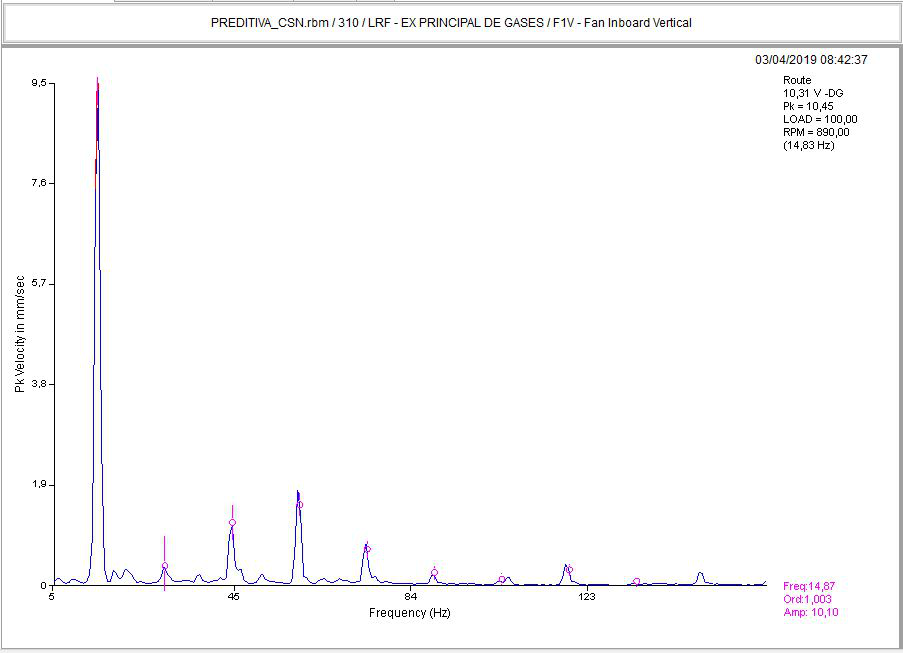 PREDITIVA_CSN.rbm / 310 / LRF - EX PRINCIPAL DE GASES / F1V - Fan Inboard Vertical
03/04/2019 08:42:37
Route
10,31 V -DG
Pk = 10,45
LOAD = 100,00
RPM = 890,00
(14,83 Hz)
9,5
7,6
5,7
3,8
1,9
0
Pk Velocity in mm/sec
5
45
84
123
Frequency (Hz)
Freq:14,87
Ord:1,003
Amp: 10,10